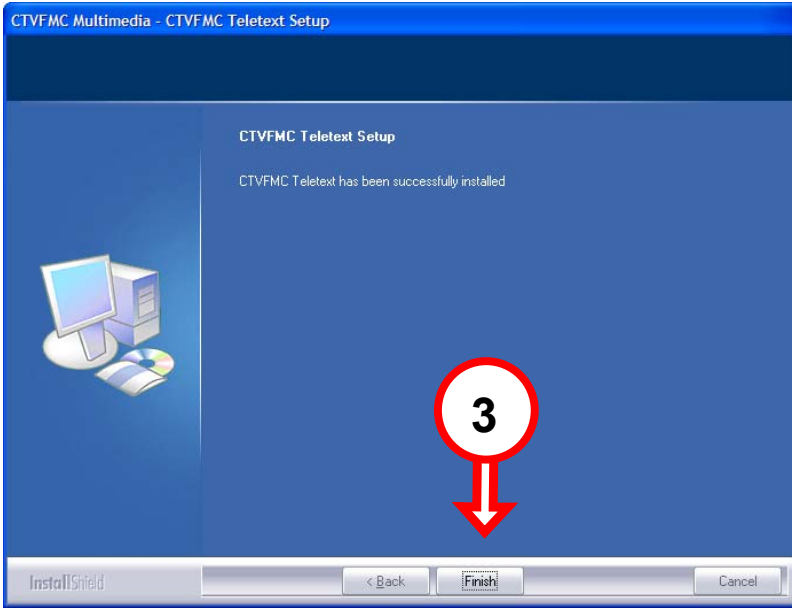 CTVFMC Multimedia - CTVFMC Teletext Setup
CTVFMC Teletext Setup
CTVFMC Teletext has been successfully installed
3
InstallShield
< Back
Finish
Cancel